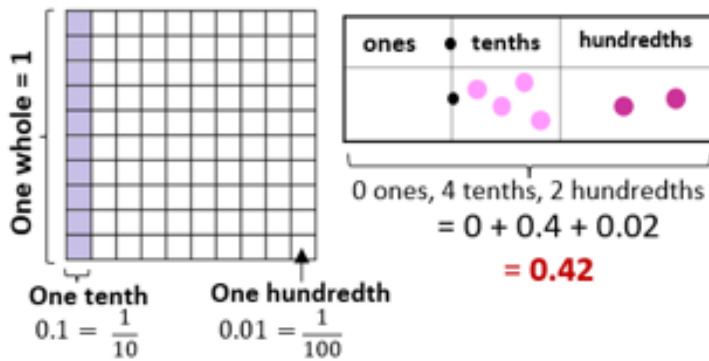 One whole = 1
One tenth
0.1 = 1/10
One hundredth
0.01 = 1/100
ones • tenths hundredths
0 ones, 4 tenths, 2 hundredths
= 0 + 0.4 + 0.02
= 0.42